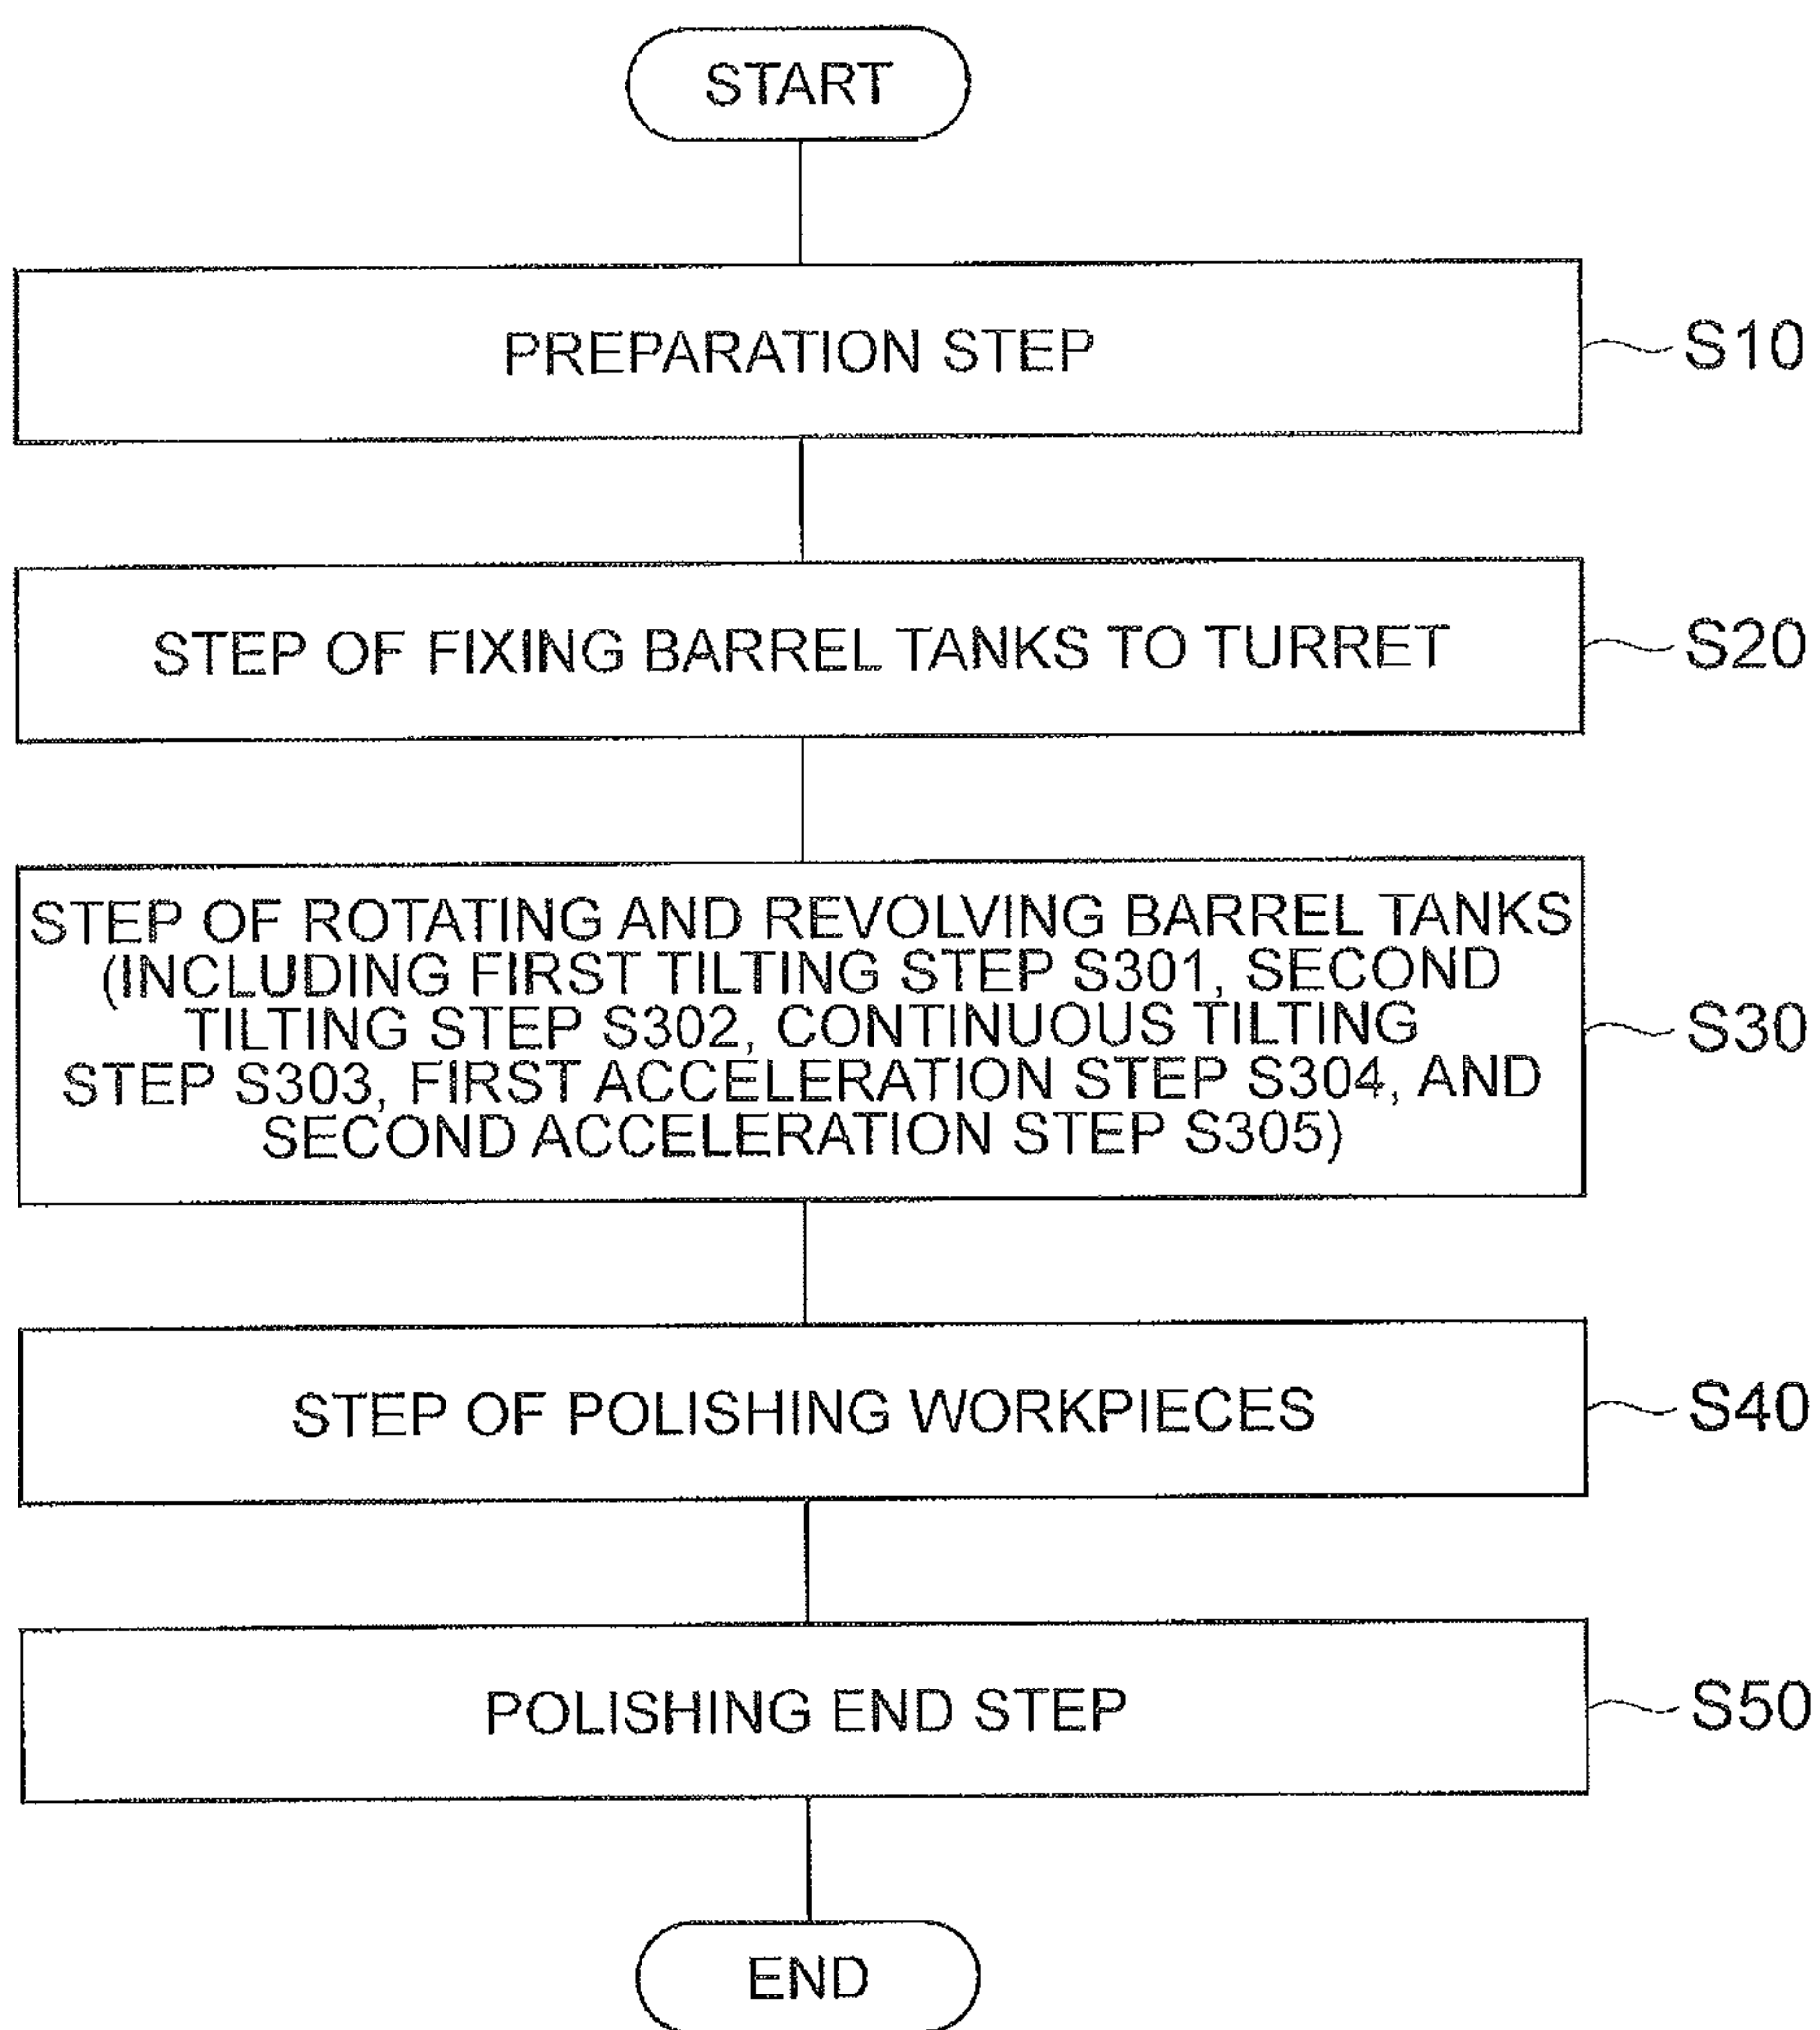 START
PREPARATION STEP
S10
STEP OF FIXING BARREL TANKS TO TURRET
S20
STEP OF ROTATING AND REVOLVING BARREL TANKS
(INCLUDING FIRST TILTING STEP S301, SECOND
TILTING STEP S302, CONTINUOUS TILTING
STEP S303, FIRST ACCELERATION STEP S304, AND
SECOND ACCELERATION STEP S305)
S30
STEP OF POLISHING WORKPIECES
S40
POLISHING END STEP
S50
END